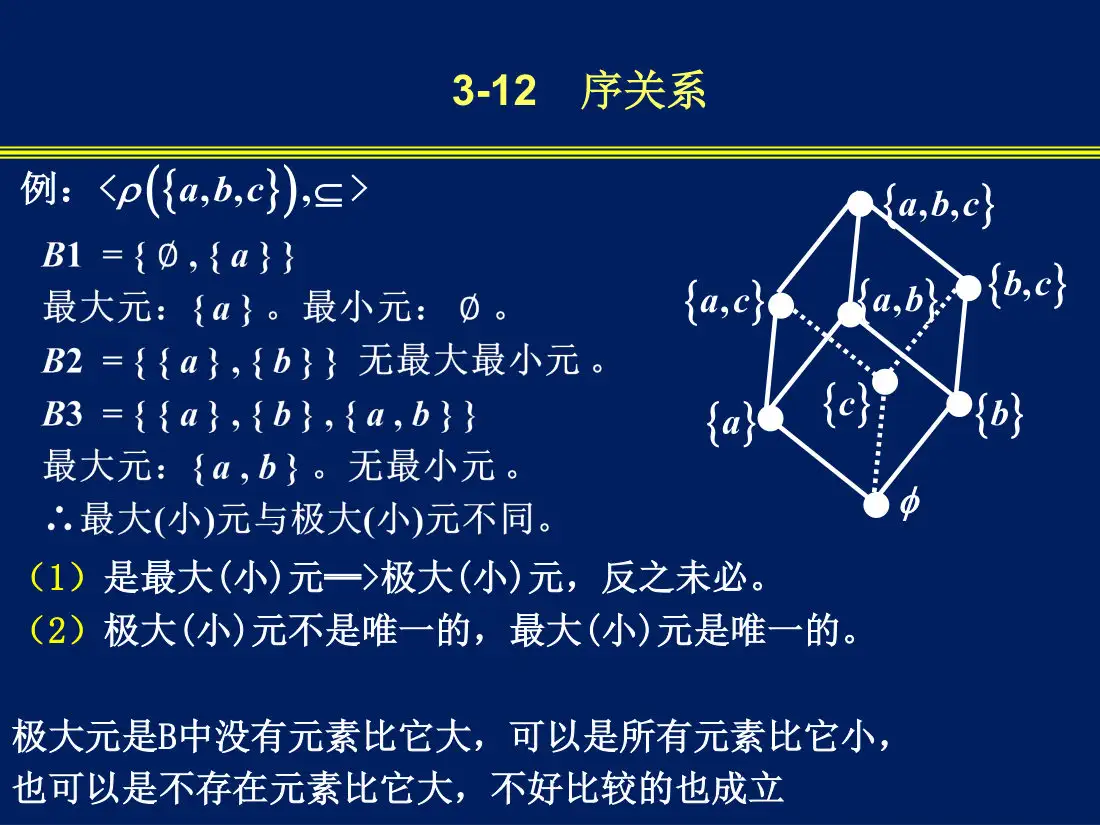 3-12 序关系
例：<ρ({a,b,c}),⊆>
B1 = { ∅ , { a } }
最大元：{ a } 。最小元： ∅ 。
B2 = { { a } , { b } } 无最大最小元 。
B3 = { { a } , { b } , { a , b } }
最大元：{ a , b } 。无最小元 。
∴最大(小)元与极大(小)元不同。
（1）是最大(小)元══>极大(小)元，反之未必。
（2）极大(小)元不是唯一的，最大(小)元是唯一的。
极大元是B中没有元素比它大，可以是所有元素比它小，
也可以是不存在元素比它大，不好比较的也成立
{a,b,c}
{a,c}
{a,b}
{b,c}
{a}
{c}
{b}
ϕ